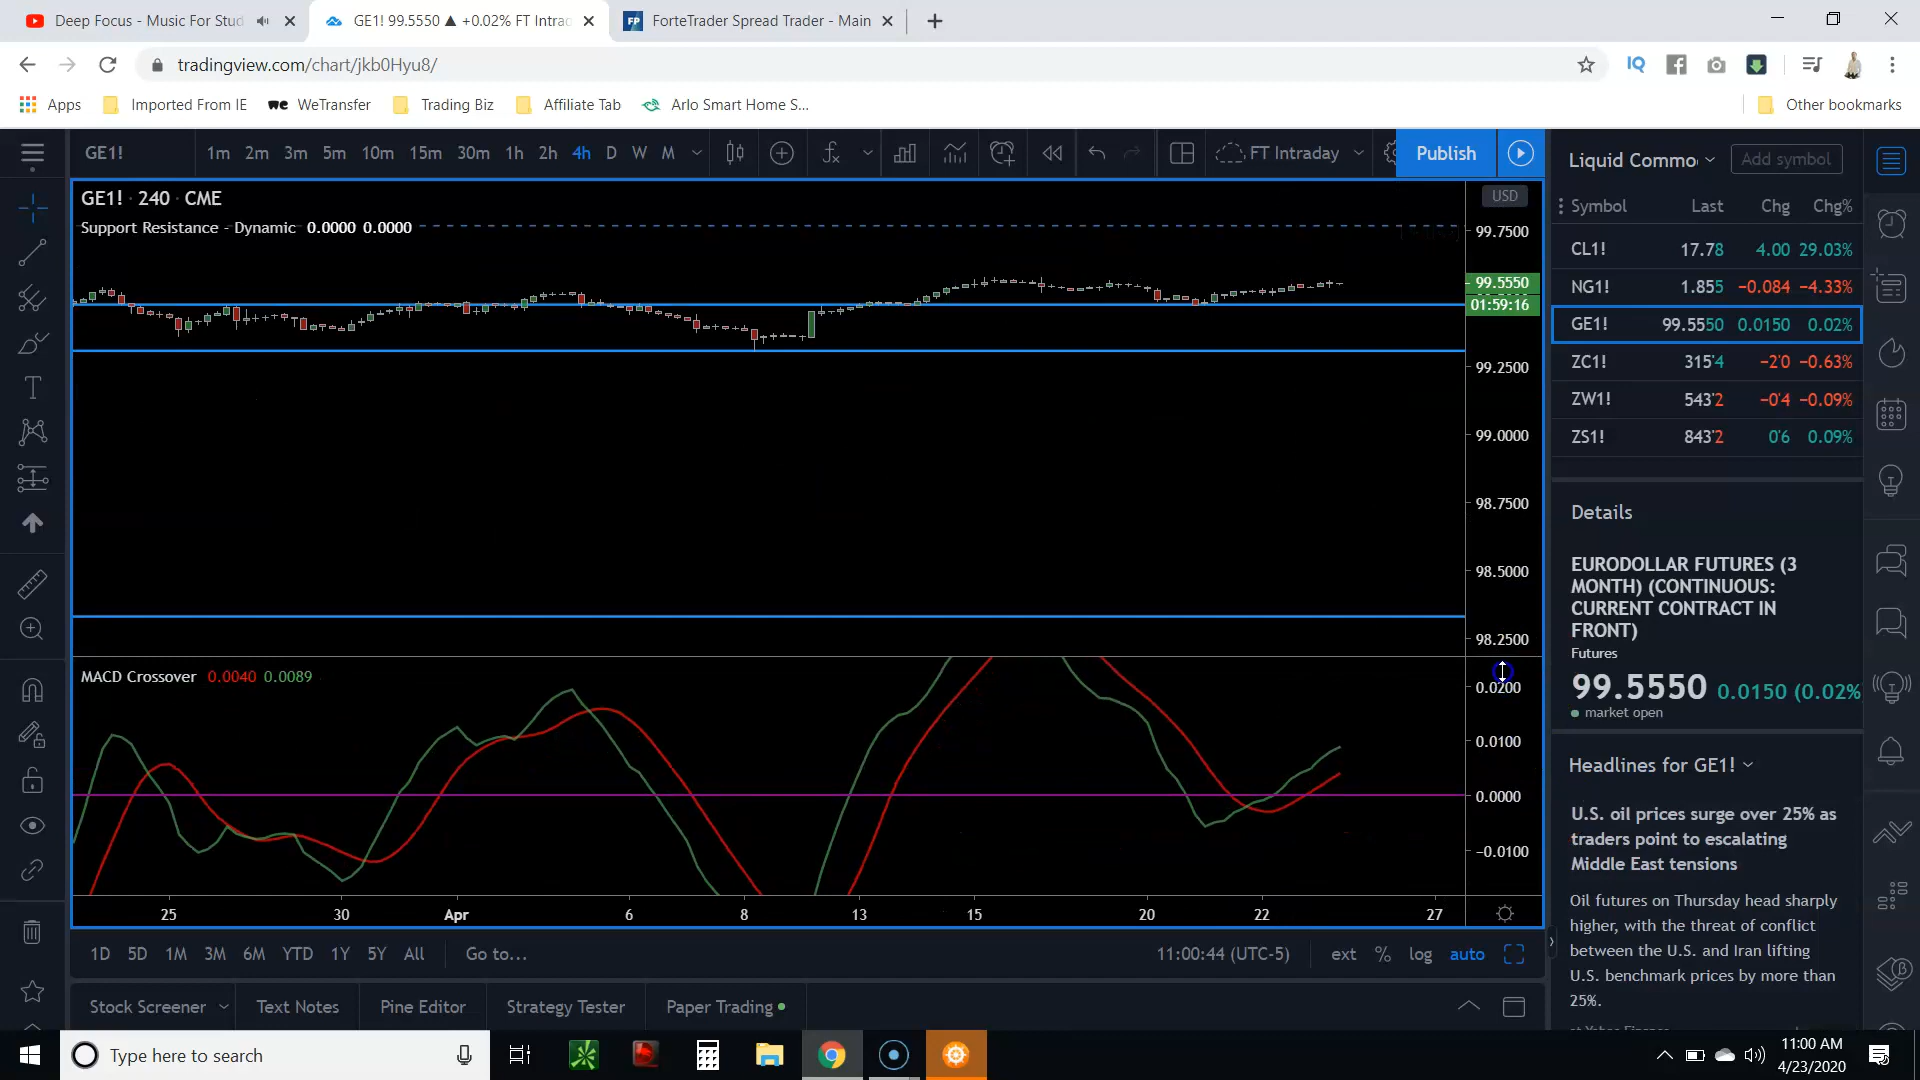 Deep Focus - Music For Stud
GE1! 99.5550 ▲ +0.02% FT Intrac
FP ForteTrader Spread Trader - Main
tradingview.com/chart/jkb0Hyu8/
IQ
Apps Imported From IE WeTransfer Trading Biz Affiliate Tab Arlo Smart Home S... Other bookmarks
GE1! 1m 2m 3m 5m 10m 15m 30m 1h 2h 4h D W M FT Intraday Publish
Liquid Commo Add symbol
Symbol Last Chg Chg%
CL1! 17.78 4.00 29.03%
NG1! 1.855 −0.084 −4.33%
GE1! 99.5550 0.0150 0.02%
ZC1! 315'4 −2'0 −0.63%
ZW1! 543'2 −0'4 −0.09%
ZS1! 843'2 0'6 0.09%
GE1! · 240 · CME
Support Resistance - Dynamic 0.0000 0.0000
USD
99.7500
99.5550
01:59:16
99.2500
99.0000
98.7500
98.5000
98.2500
MACD Crossover 0.0040 0.0089
0.0200
0.0100
0.0000
−0.0100
25 30 Apr 6 8 13 15 20 22 27
Details
EURODOLLAR FUTURES (3
MONTH) (CONTINUOUS:
CURRENT CONTRACT IN
FRONT)
Futures
99.5550 0.0150 (0.02%
market open
Headlines for GE1!
U.S. oil prices surge over 25% as
traders point to escalating
Middle East tensions
Oil futures on Thursday head sharply
higher, with the threat of conflict
between the U.S. and Iran lifting
U.S. benchmark prices by more than
25%.
1D 5D 1M 3M 6M YTD 1Y 5Y All Go to... 11:00:44 (UTC-5) ext % log auto
Stock Screener Text Notes Pine Editor Strategy Tester Paper Trading
Type here to search
11:00 AM
4/23/2020